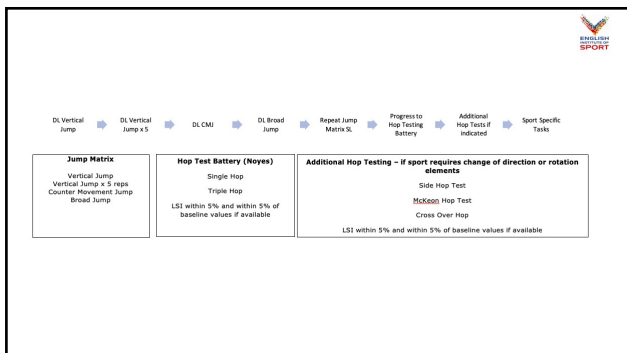 ENGLISH
INSTITUTE OF
SPORT
DL Vertical
Jump
DL Vertical
Jump x 5
DL CMJ
DL Broad
Jump
Repeat Jump
Matrix SL
Progress to
Hop Testing
Battery
Additional
Hop Tests if
indicated
Sport Specific
Tasks
Jump Matrix
Vertical Jump
Vertical Jump x 5 reps
Counter Movement Jump
Broad Jump
Hop Test Battery (Noyes)
Single Hop
Triple Hop
LSI within 5% and within 5% of
baseline values if available
Additional Hop Testing – if sport requires change of direction or rotation
elements
Side Hop Test
McKeon Hop Test
Cross Over Hop
LSI within 5% and within 5% of baseline values if available